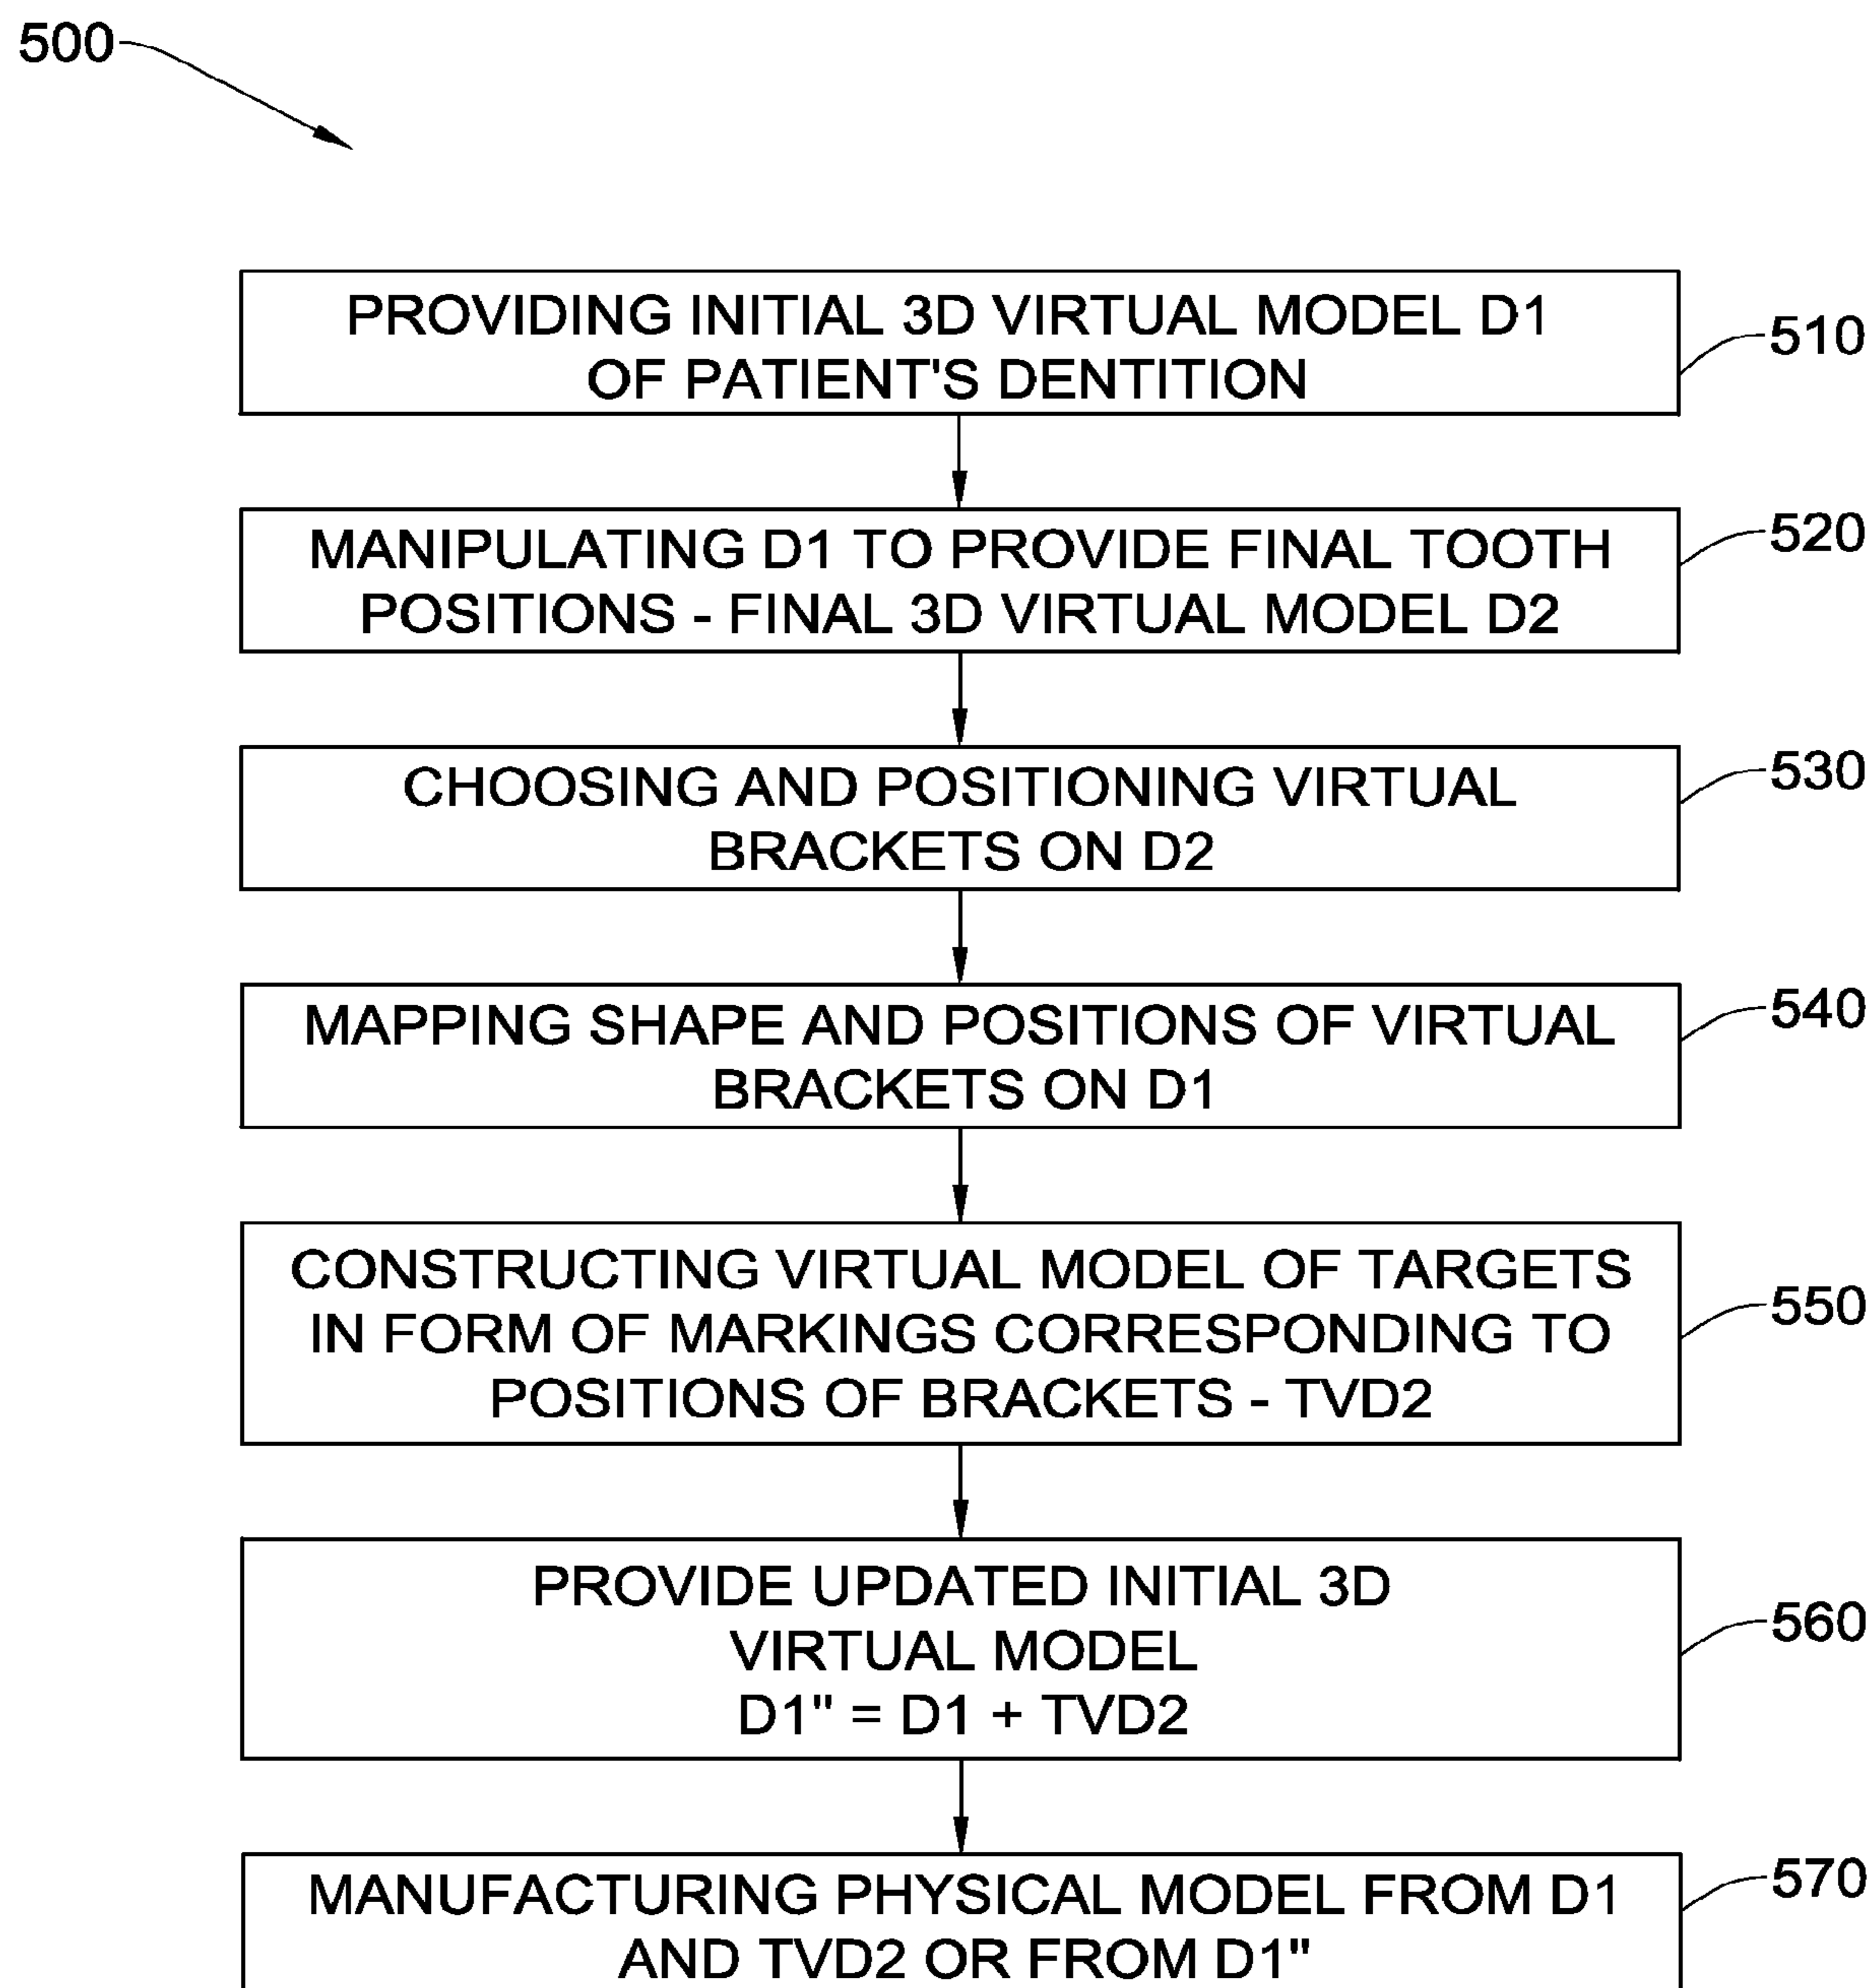 500
PROVIDING INITIAL 3D VIRTUAL MODEL D1
OF PATIENT'S DENTITION
510
MANIPULATING D1 TO PROVIDE FINAL TOOTH
POSITIONS - FINAL 3D VIRTUAL MODEL D2
520
CHOOSING AND POSITIONING VIRTUAL
BRACKETS ON D2
530
MAPPING SHAPE AND POSITIONS OF VIRTUAL
BRACKETS ON D1
540
CONSTRUCTING VIRTUAL MODEL OF TARGETS
IN FORM OF MARKINGS CORRESPONDING TO
POSITIONS OF BRACKETS - TVD2
550
PROVIDE UPDATED INITIAL 3D
VIRTUAL MODEL
D1" = D1 + TVD2
560
MANUFACTURING PHYSICAL MODEL FROM D1
AND TVD2 OR FROM D1"
570